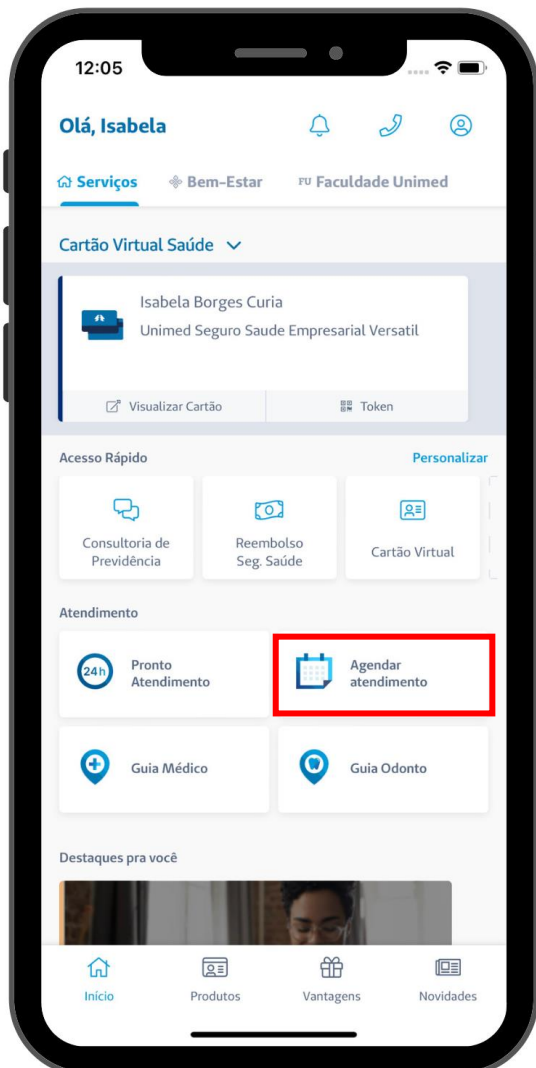 12:05
Olá, Isabela
Serviços
Bem-Estar
FU Faculdade Unimed
Cartão Virtual Saúde
Isabela Borges Curia
Unimed Seguro Saude Empresarial Versatil
Visualizar Cartão
Token
Acesso Rápido
Personalizar
Consultoria de
Previdência
Reembolso
Seg. Saúde
Cartão Virtual
Atendimento
24h
Pronto
Atendimento
Agendar
atendimento
Guia Médico
Guia Odonto
Destaques pra você
Início
Produtos
Vantagens
Novidades